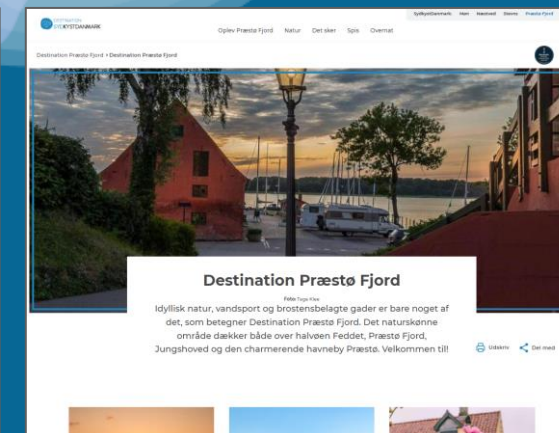 SydkystDanmark Møn Næstved Stevns Præstø Fjord
DESTINATION
SYDKYSTDANMARK
Oplev Præstø Fjord Natur Det sker Spis Overnat
Destination Præstø Fjord > Destination Præstø Fjord
Destination Præstø Fjord
Foto: Tage Klee
Idyllisk natur, vandsport og brostensbelagte gader er bare noget af
det, som betegner Destination Præstø Fjord. Det naturskønne
område dækker både over halvøen Feddet, Præstø Fjord,
Jungshoved og den charmerende havneby Præstø. Velkommen til!
Udskriv Del med